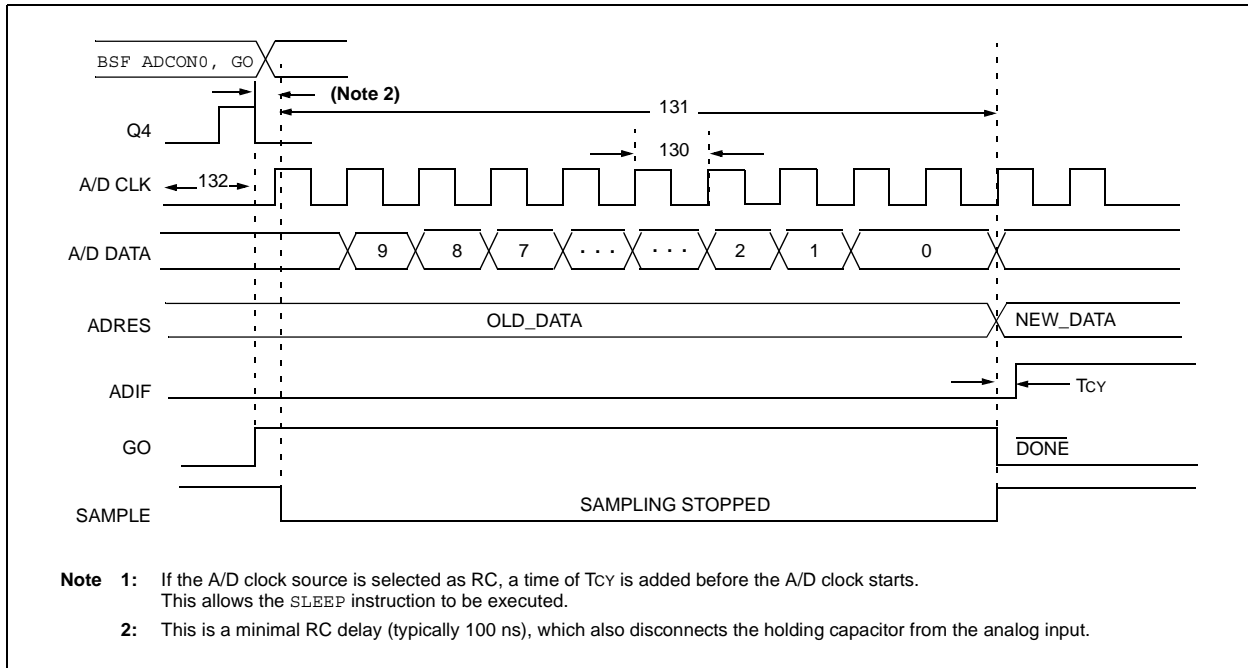 BSF ADCON0, GO
(Note 2)
131
Q4
130
A/D CLK
132
A/D DATA
9 8 7 . . . . . . 2 1 0
ADRES
OLD_DATA
NEW_DATA
ADIF
TCY
GO
DONE
SAMPLE
SAMPLING STOPPED
Note 1: If the A/D clock source is selected as RC, a time of TCY is added before the A/D clock starts.
This allows the SLEEP instruction to be executed.
2: This is a minimal RC delay (typically 100 ns), which also disconnects the holding capacitor from the analog input.